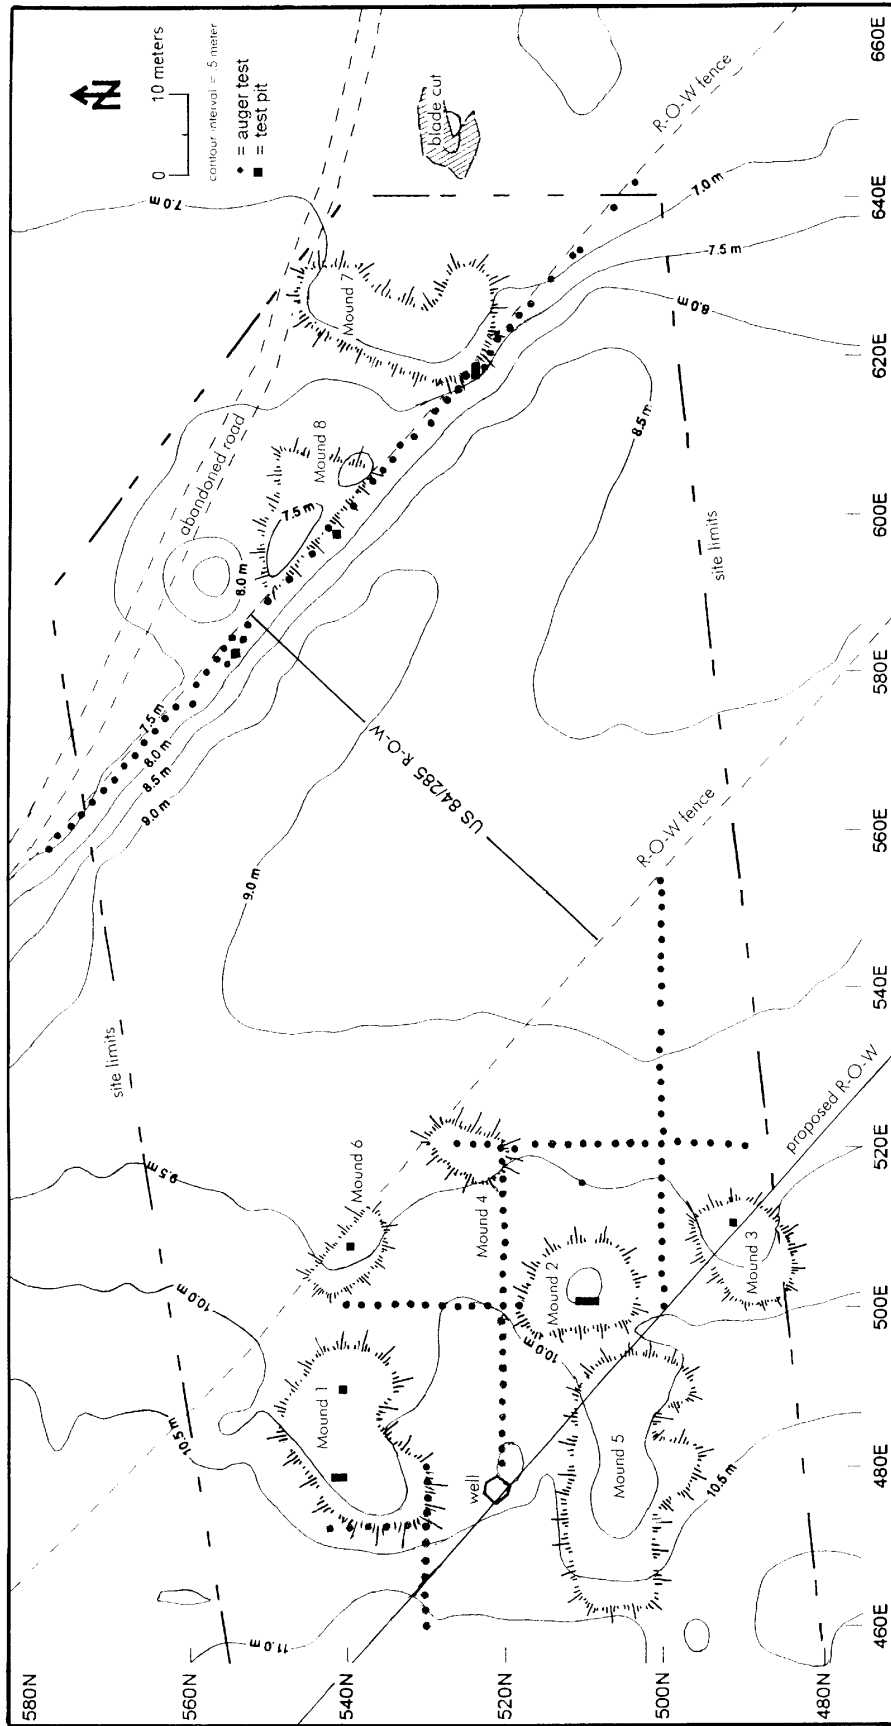 580N
560N
540N
520N
500N
480N
460E
480E
500E
520E
540E
560E
580E
600E
620E
640E
660E
N
0 10 meters
contour interval = .5 meter
● = auger test
■ = test pit
7.0 m
blade cut
R-O-W fence
7.0 m
7.5 m
8.0 m
Mound 7
abandoned road
Mound 8
7.5 m
8.0 m
8.5 m
site limits
7.5 m
8.0 m
8.5 m
9.0 m
US 84/285 R-O-W
9.0 m
R-O-W fence
site limits
proposed R-O-W
9.5 m
Mound 6
Mound 4
10.0 m
Mound 2
Mound 3
10.0 m
10.5 m
Mound 1
well
Mound 5
10.5 m
11.0 m